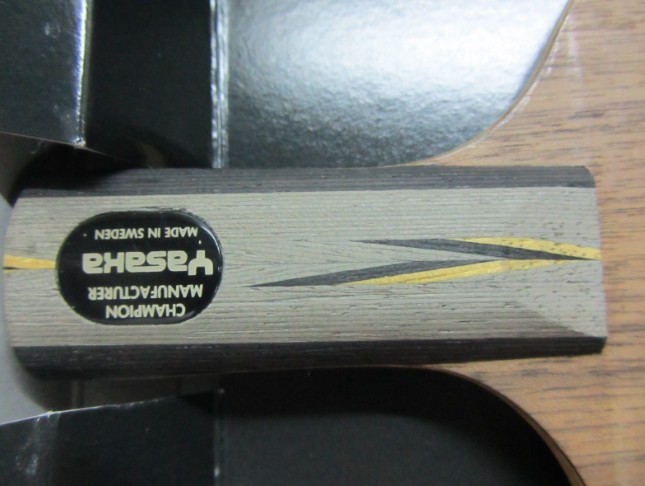 CHAMPION
MANUFACTURER
Yasaka
MADE IN SWEDEN